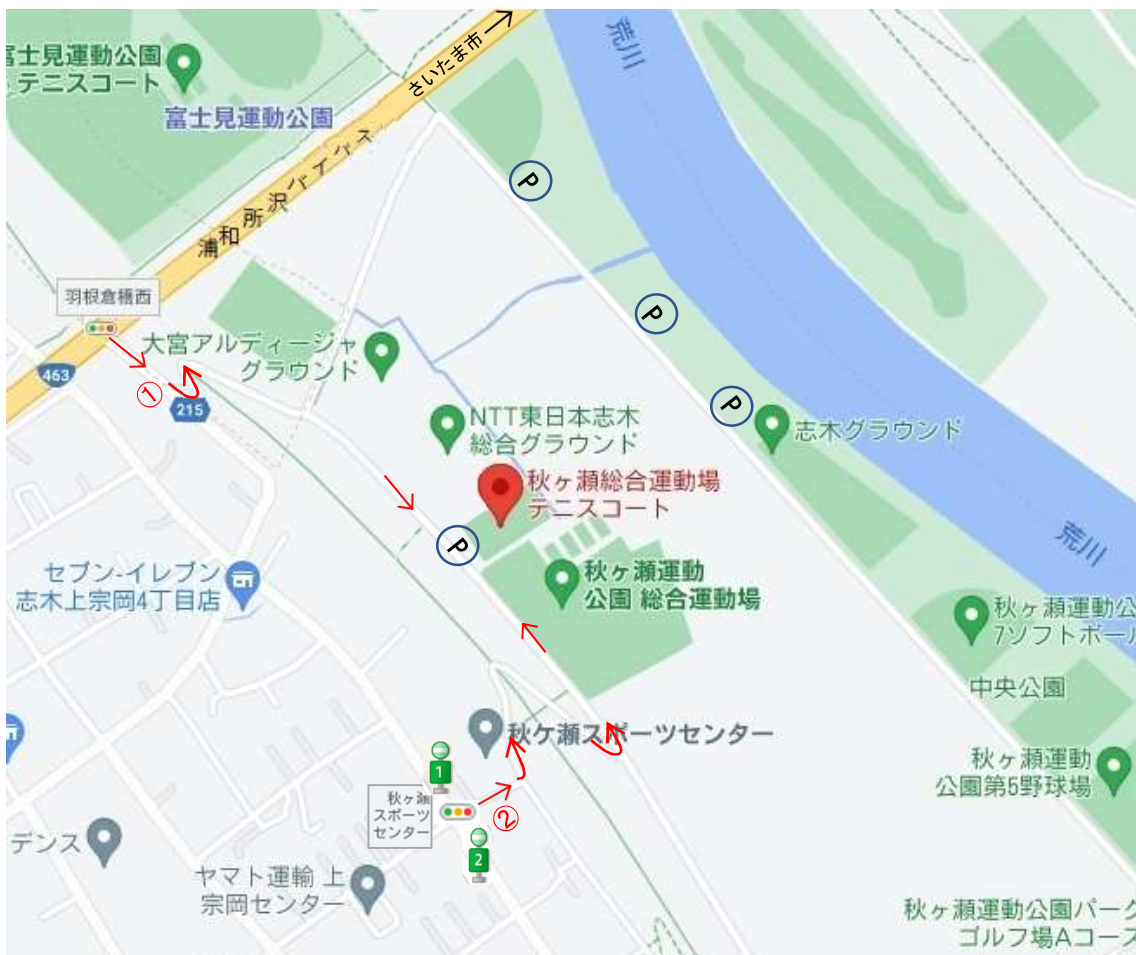 荒川
さいたま市→
富士見運動公園
テニスコート
富士見運動公園
浦和所沢バイパス
P
羽根倉橋西
P
大宮アルディージャ
グラウンド
463
①
215
P
NTT東日本志木
総合グラウンド
志木グラウンド
秋ヶ瀬総合運動場
テニスコート
P
荒川
セブン-イレブン
志木上宗岡4丁目店
秋ヶ瀬運動
公園 総合運動場
秋ヶ瀬運動公
7ソフトボール
中央公園
秋ケ瀬スポーツセンター
1
秋ヶ瀬
スポーツ
センター
②
秋ヶ瀬運動
公園第5野球場
デンス
2
ヤマト運輸 上
宗岡センター
秋ヶ瀬運動公園パーク
ゴルフ場Aコース